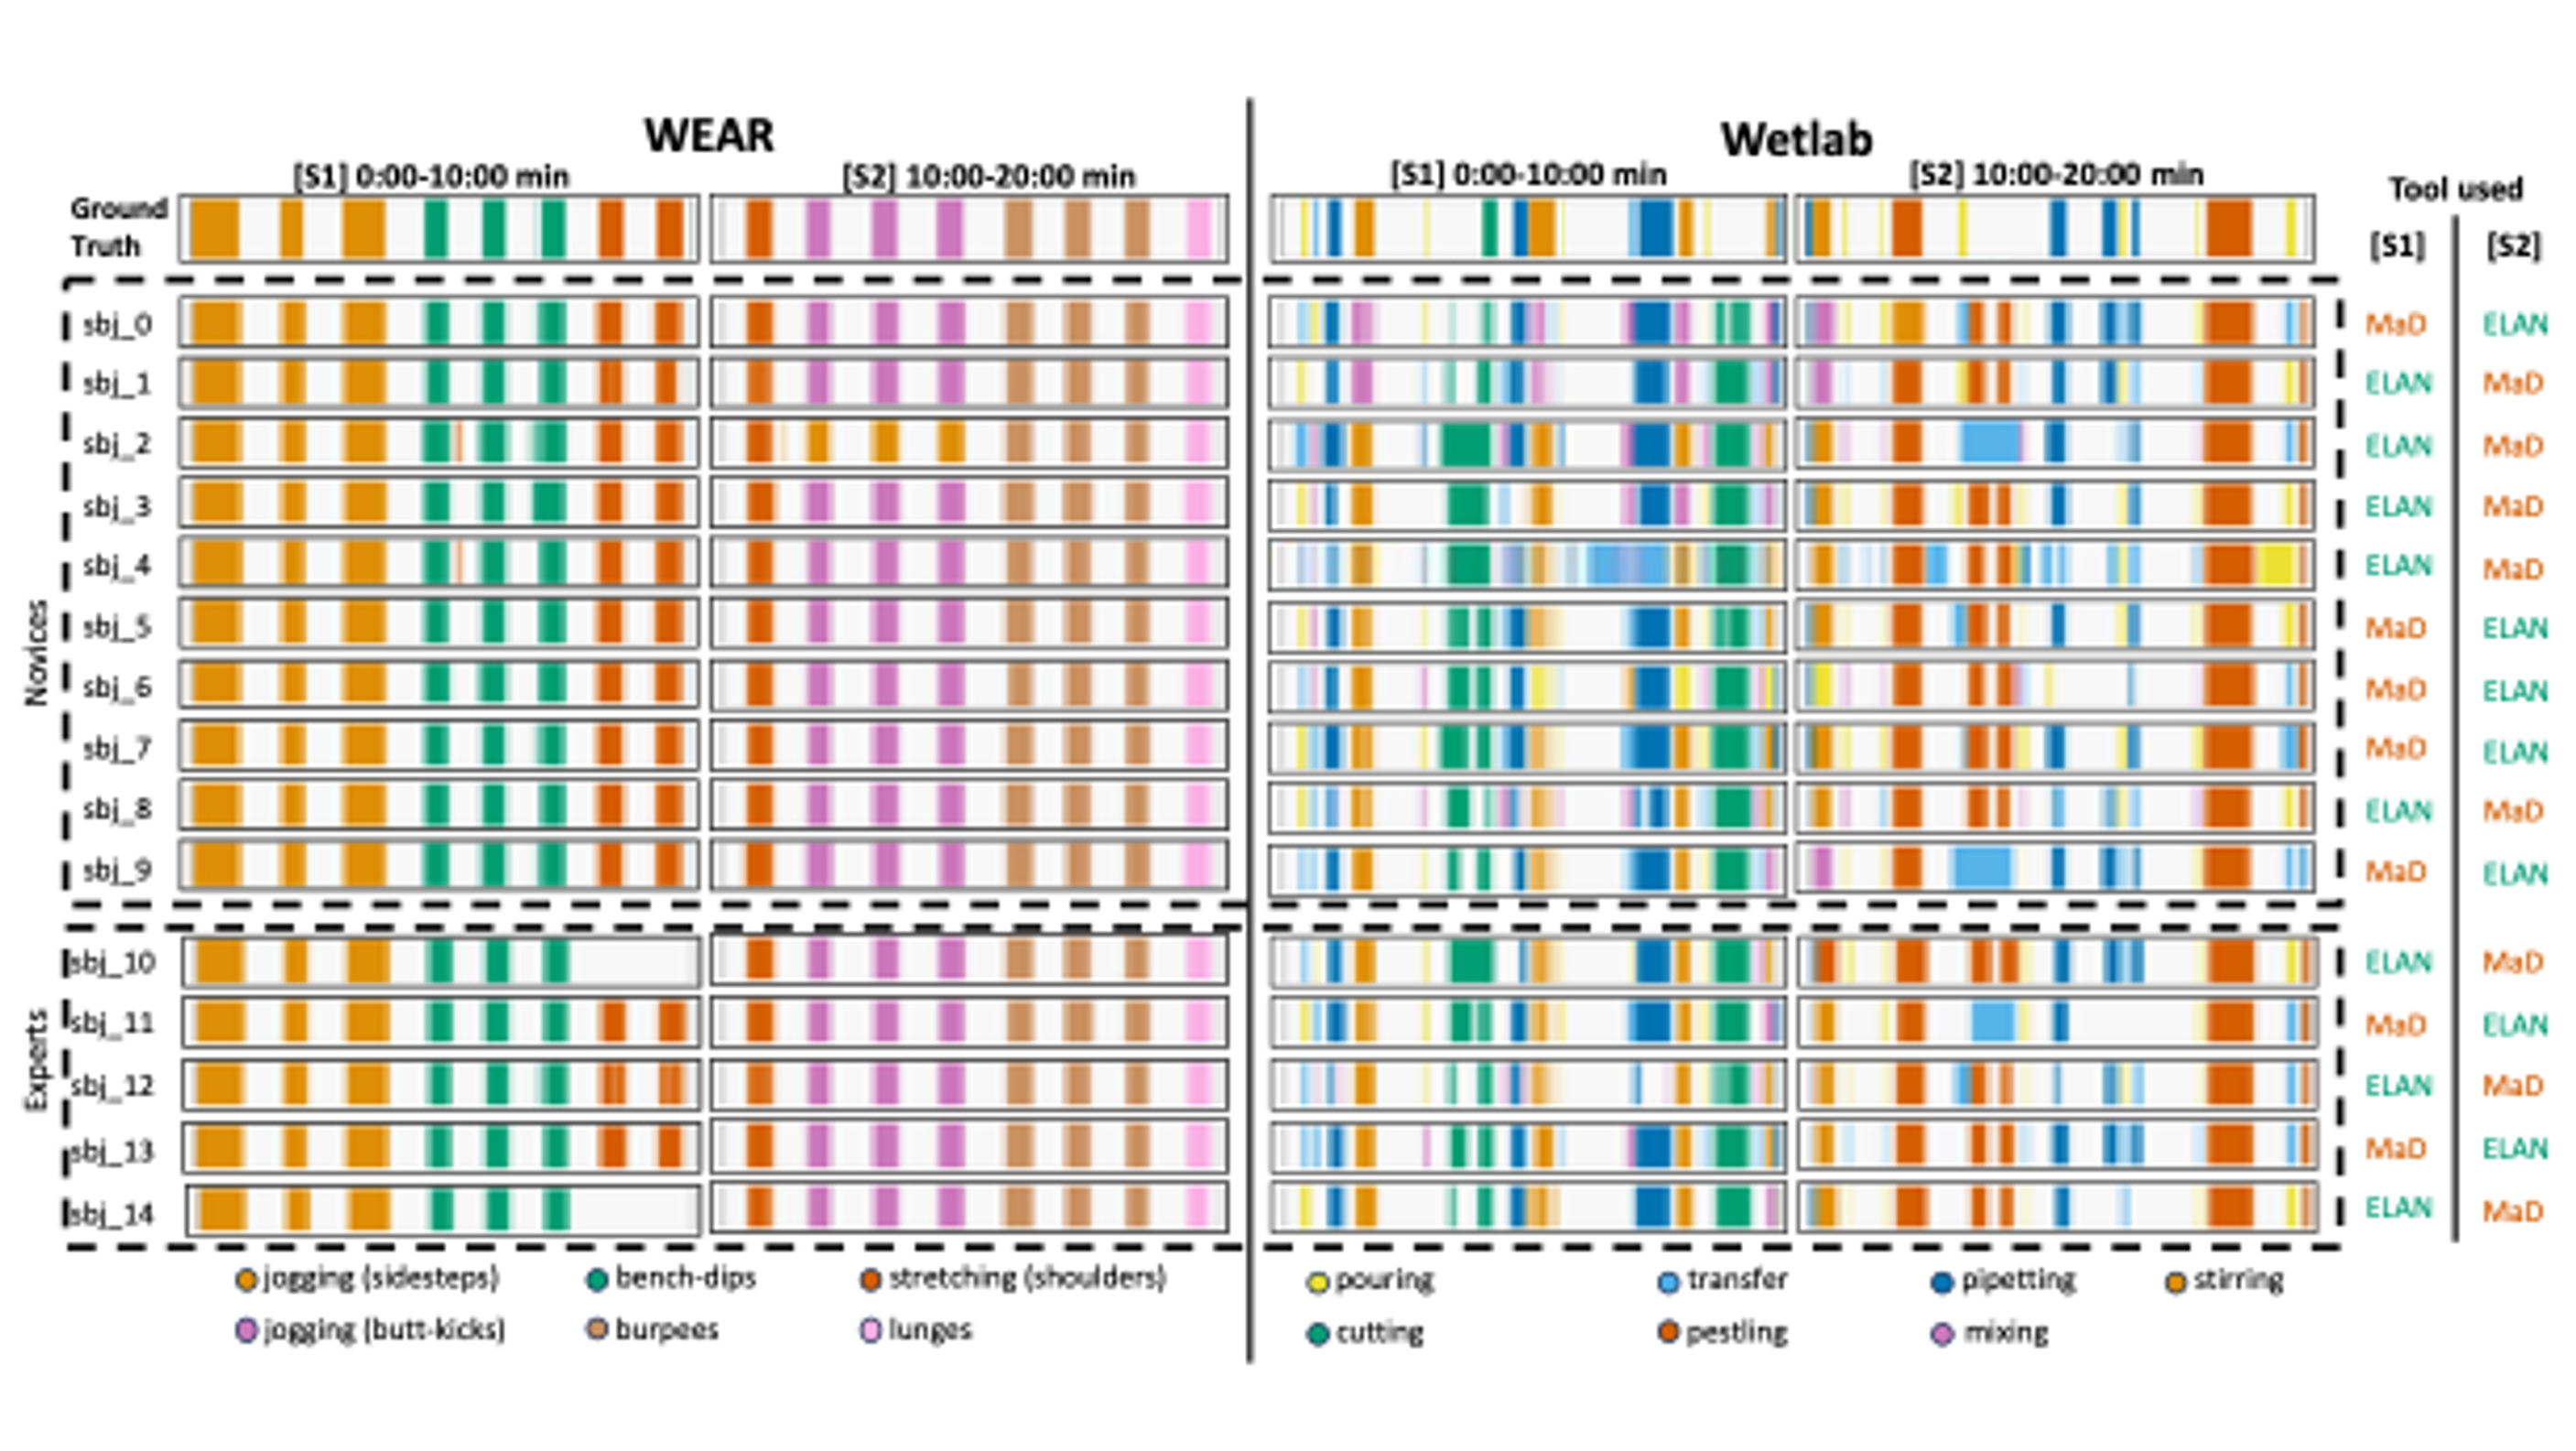 WEAR
Wetlab
[S1] 0:00-10:00 min
[S2] 10:00-20:00 min
[S1] 0:00-10:00 min
[S2] 10:00-20:00 min
Tool used
[S1]
[S2]
Ground
Truth
Novices
sbj_0 MaD ELAN
sbj_1 ELAN MaD
sbj_2 ELAN MaD
sbj_3 ELAN MaD
sbj_4 ELAN MaD
sbj_5 MaD ELAN
sbj_6 MaD ELAN
sbj_7 MaD ELAN
sbj_8 ELAN MaD
sbj_9 MaD ELAN
Experts
sbj_10 ELAN MaD
sbj_11 MaD ELAN
sbj_12 ELAN MaD
sbj_13 MaD ELAN
sbj_14 ELAN MaD
jogging (sidesteps) bench-dips stretching (shoulders)
jogging (butt-kicks) burpees lunges
pouring transfer pipetting stirring
cutting pestling mixing